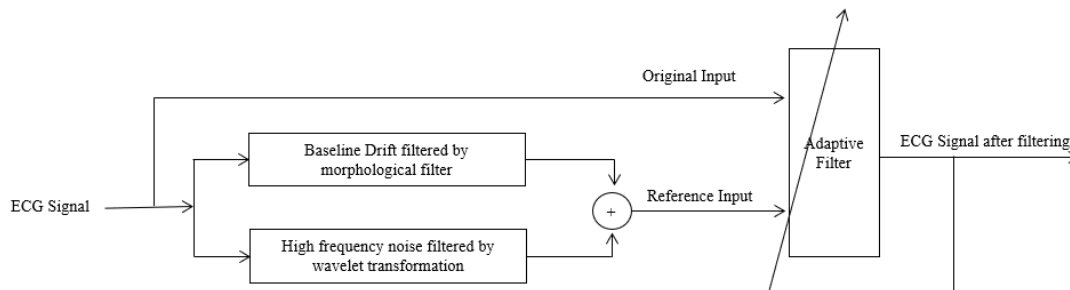 Original Input
Baseline Drift filtered by
morphological filter
Adaptive
Filter
ECG Signal after filtering
ECG Signal
Reference Input
+
High frequency noise filtered by
wavelet transformation